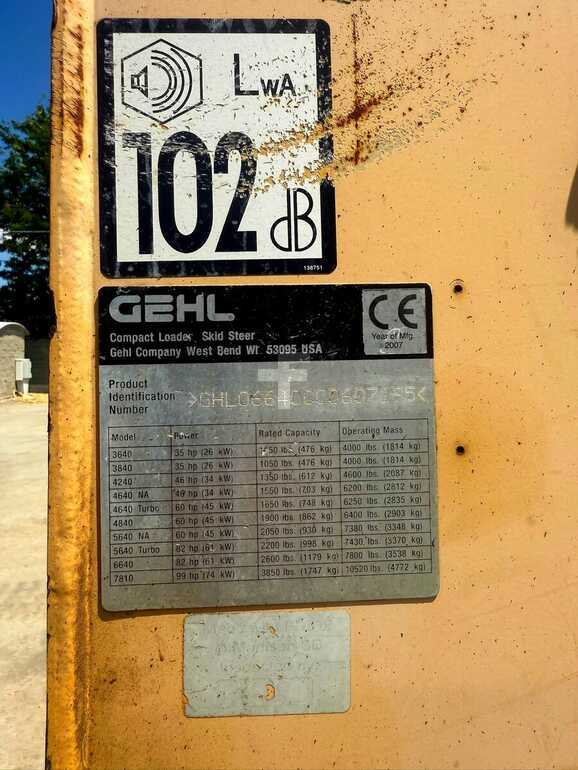 LWA
102 dB
138751
GEHL
CE
Compact Loader, Skid Steer
Gehl Company West Bend WI 53095 USA
Year of Mfg.
2007
Product
Identification
Number
Model Power Rated Capacity Operating Mass
3640 35 hp (26 kW) lbs. (476 kg) 4000 lbs. (1814 kg)
3840 35 hp (26 kW) 1050 lbs. (476 kg) 4000 lbs. (1814 kg)
4240 46 hp (34 kW) 1350 lbs. (612 kg) 4600 lbs. (2087 kg)
4640 NA 46 hp (34 kW) 1550 lbs. (703 kg) 6200 lbs. (2812 kg)
4640 Turbo 60 hp (45 kW) 1650 lbs. (748 kg) 6250 lbs. (2835 kg)
4840 60 hp (45 kW) 1900 lbs. (862 kg) 6400 lbs. (2903 kg)
5640 NA 60 hp (45 kW) 2050 lbs. (930 kg) 7380 lbs. (3348 kg)
5640 Turbo 82 hp (61 kW) 2200 lbs. (998 kg) 7430 lbs. (3370 kg)
6640 82 hp (61 kW) 2600 lbs. (1179 kg) 7800 lbs. (3538 kg)
7810 99 hp (74 kW) 3850 lbs. (1747 kg) 10520 lbs. (4772 kg)